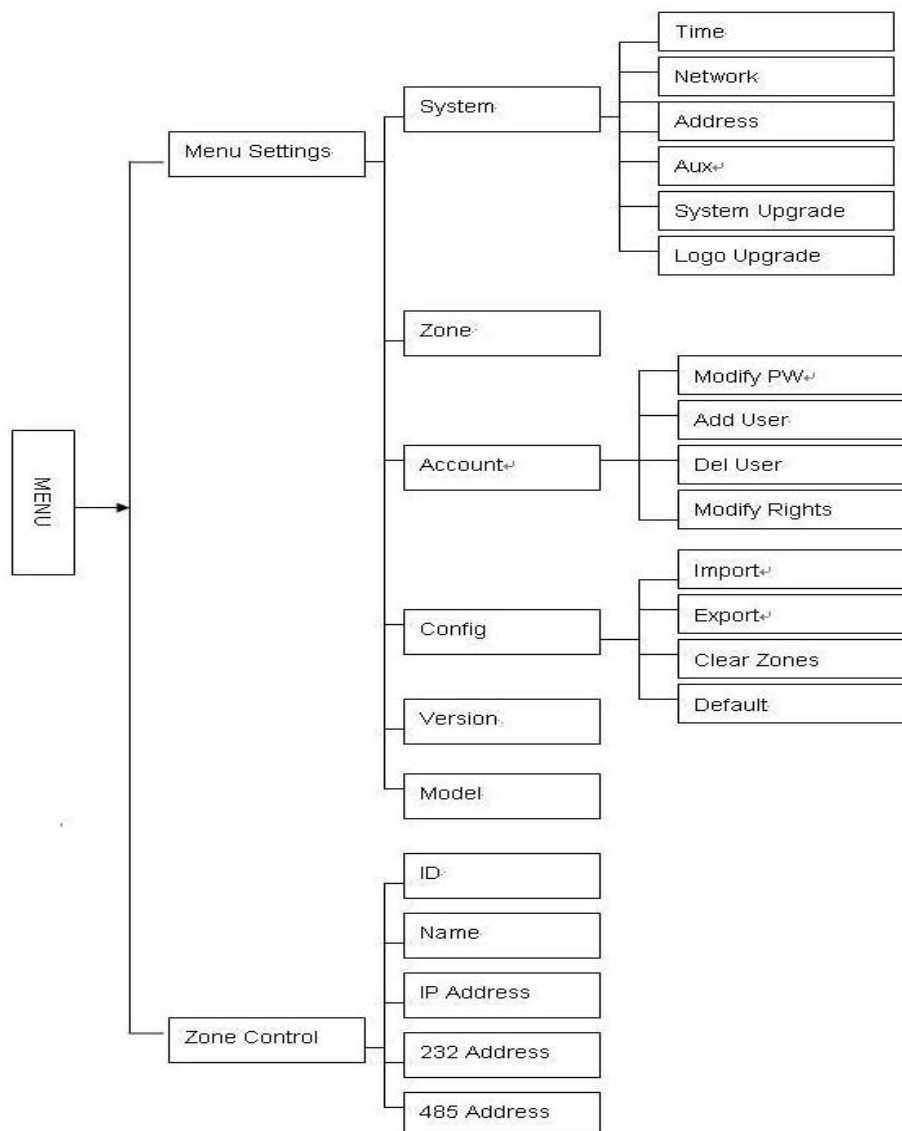 MENU
Menu Settings
System
Time
Network
Address
Aux
System Upgrade
Logo Upgrade
Zone
Account
Modify PW
Add User
Del User
Modify Rights
Config
Import
Export
Clear Zones
Default
Version
Model
Zone Control
ID
Name
IP Address
232 Address
485 Address